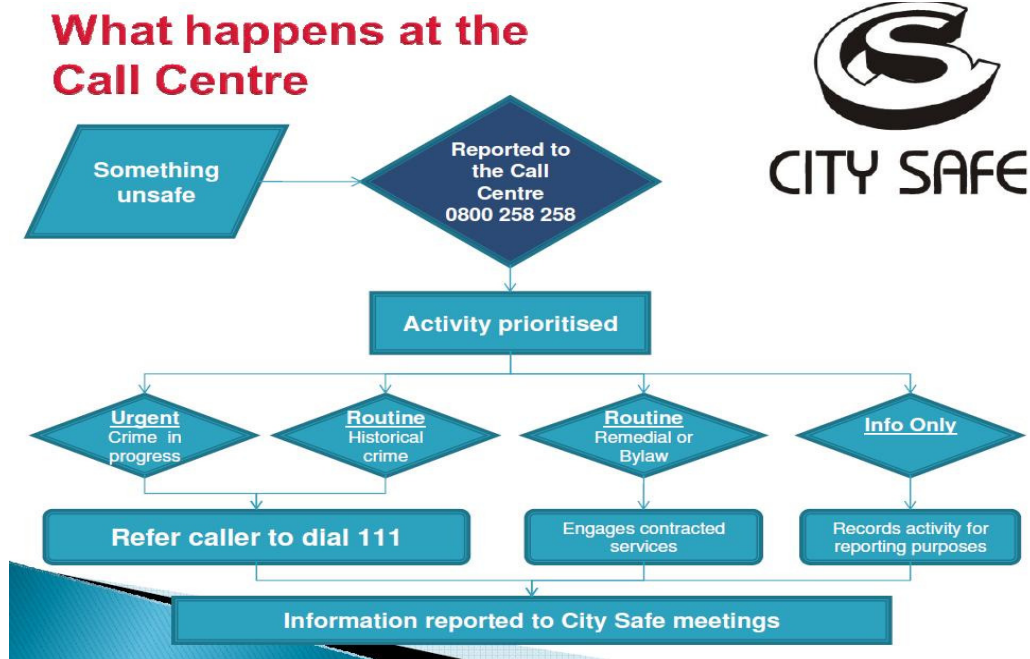 What happens at the
Call Centre
CITY SAFE
Something
unsafe
Reported to
the Call
Centre
0800 258 258
Activity prioritised
Urgent
Crime in
progress
Routine
Historical
crime
Routine
Remedial or
Bylaw
Info Only
Refer caller to dial 111
Engages contracted
services
Records activity for
reporting purposes
Information reported to City Safe meetings